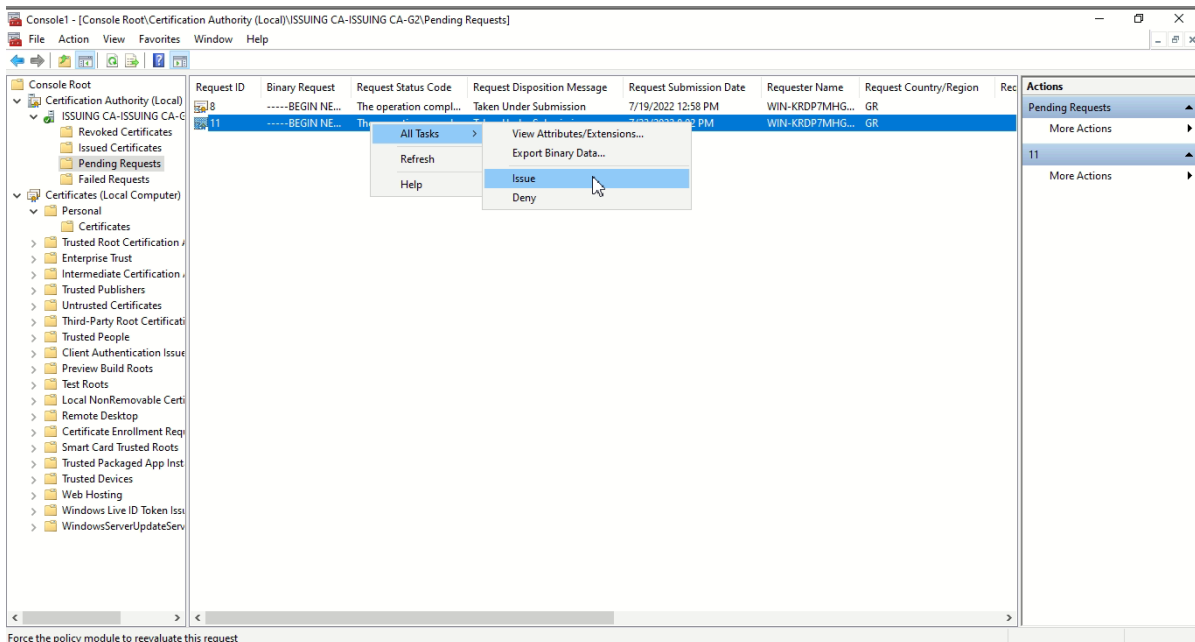 Console1 - [Console Root\Certification Authority (Local)\ISSUING CA-ISSUING CA-G2\Pending Requests]
File Action View Favorites Window Help
Console Root
Certification Authority (Local)
ISSUING CA-ISSUING CA-G
Revoked Certificates
Issued Certificates
Pending Requests
Failed Requests
Certificates (Local Computer)
Personal
Certificates
Trusted Root Certification
Enterprise Trust
Intermediate Certification
Trusted Publishers
Untrusted Certificates
Third-Party Root Certificati
Trusted People
Client Authentication Issue
Preview Build Roots
Test Roots
Local NonRemovable Certi
Remote Desktop
Certificate Enrollment Requ
Smart Card Trusted Roots
Trusted Packaged App Inst
Trusted Devices
Web Hosting
Windows Live ID Token Issu
WindowsServerUpdateServ
Request ID Binary Request Request Status Code Request Disposition Message Request Submission Date Requester Name Request Country/Region Rec
8 -----BEGIN NE... The operation compl... Taken Under Submission 7/19/2022 12:58 PM WIN-KRDP7MHG... GR
11 -----BEGIN NE... PM WIN-KRDP7MHG... GR
All Tasks >
Refresh
Help
View Attributes/Extensions...
Export Binary Data...
Issue
Deny
Actions
Pending Requests
More Actions
11
More Actions
Force the policy module to reevaluate this request